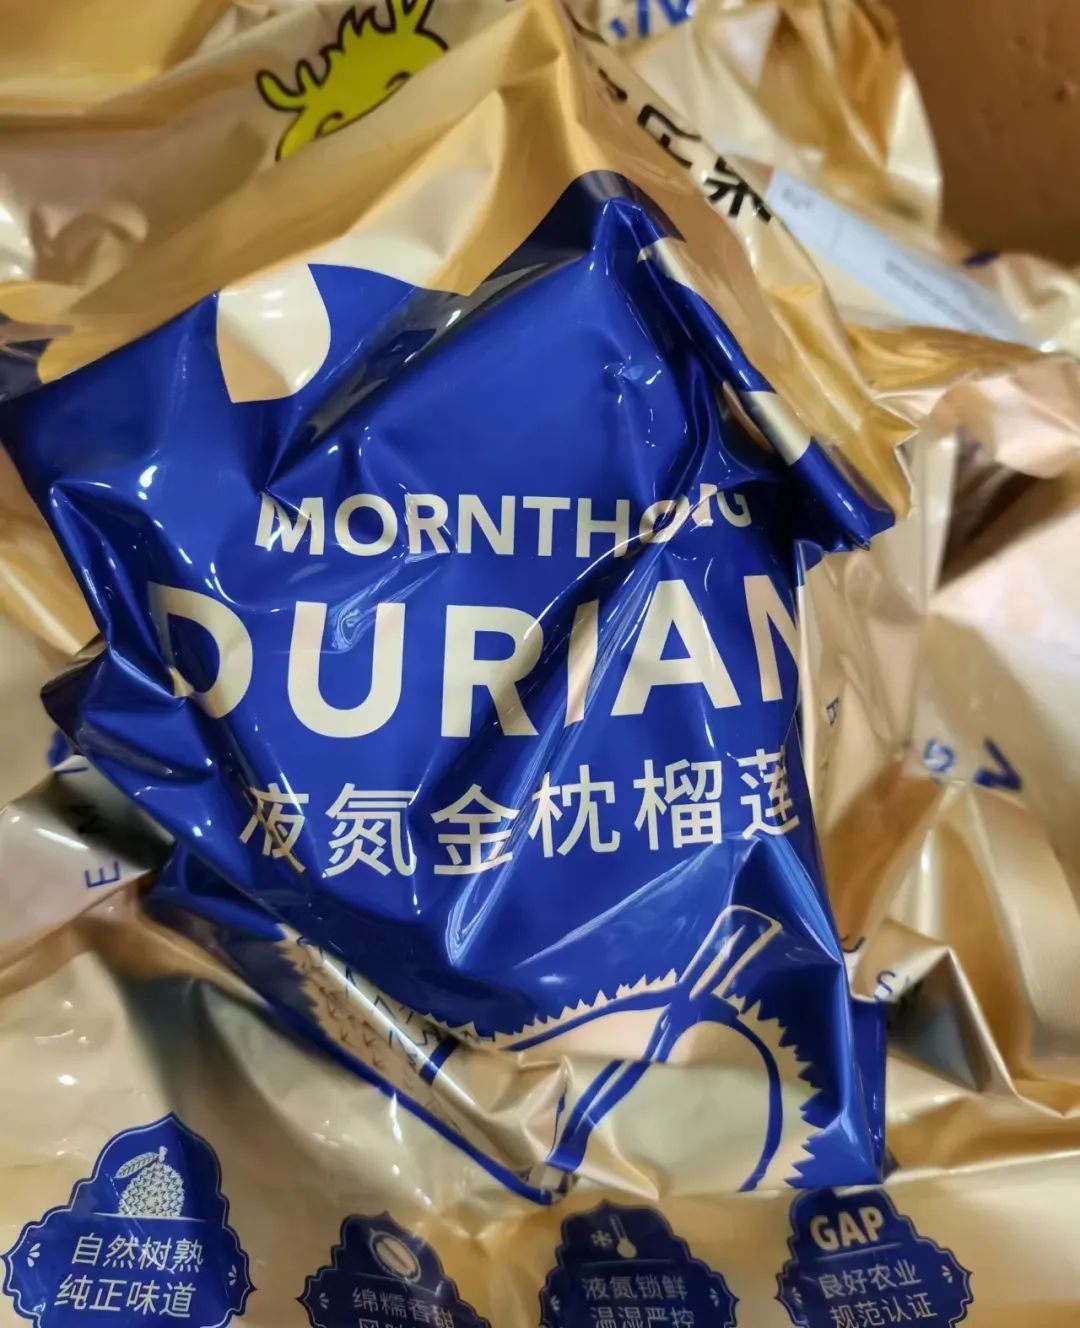 MORNTHONG
DURIAN
液氮金枕榴莲
自然树熟
纯正味道
绵糯香甜
液氮锁鲜
温湿严控
GAP
良好农业
规范认证